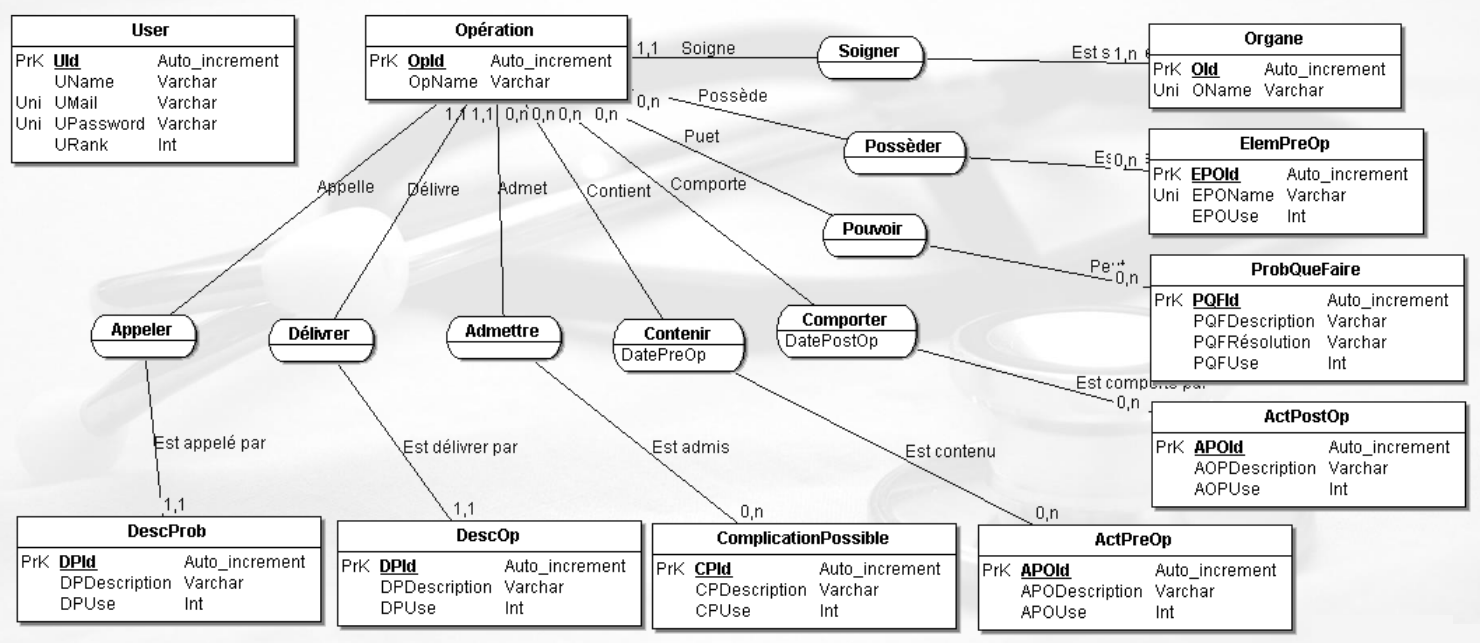 User
PrK UId Auto_increment
UName Varchar
Uni UMail Varchar
Uni UPassword Varchar
URank Int
Opération
PrK OpId Auto_increment
OpName Varchar
1,1 Soigne
Soigner
Est s 1,n
Organe
PrK OId Auto_increment
Uni OName Varchar
1,1 1,1 0,n 0,n 0,n 0,n 0,n
Possède
Possèder
0,n
ElemPreOp
PrK EPOId Auto_increment
Uni EPOName Varchar
EPOUse Int
Puet
Pouvoir
0,n
ProbQueFaire
PrK PQFId Auto_increment
PQFDescription Varchar
PQFRésolution Varchar
PQFUse Int
Appelle Délivre Admet Contient Comporte
Appeler
Délivrer
Admettre
Contenir
DatePreOp
Comporter
DatePostOp
Est comporté par
0,n
ActPostOp
PrK APOId Auto_increment
AOPDescription Varchar
AOPUse Int
Est appelé par
Est délivrer par
Est admis
Est contenu
1,1
1,1
0,n
0,n
DescProb
PrK DPId Auto_increment
DPDescription Varchar
DPUse Int
DescOp
PrK DPId Auto_increment
DPDescription Varchar
DPUse Int
ComplicationPossible
PrK CPId Auto_increment
CPDescription Varchar
CPUse Int
ActPreOp
PrK APOId Auto_increment
APODescription Varchar
APOUse Int